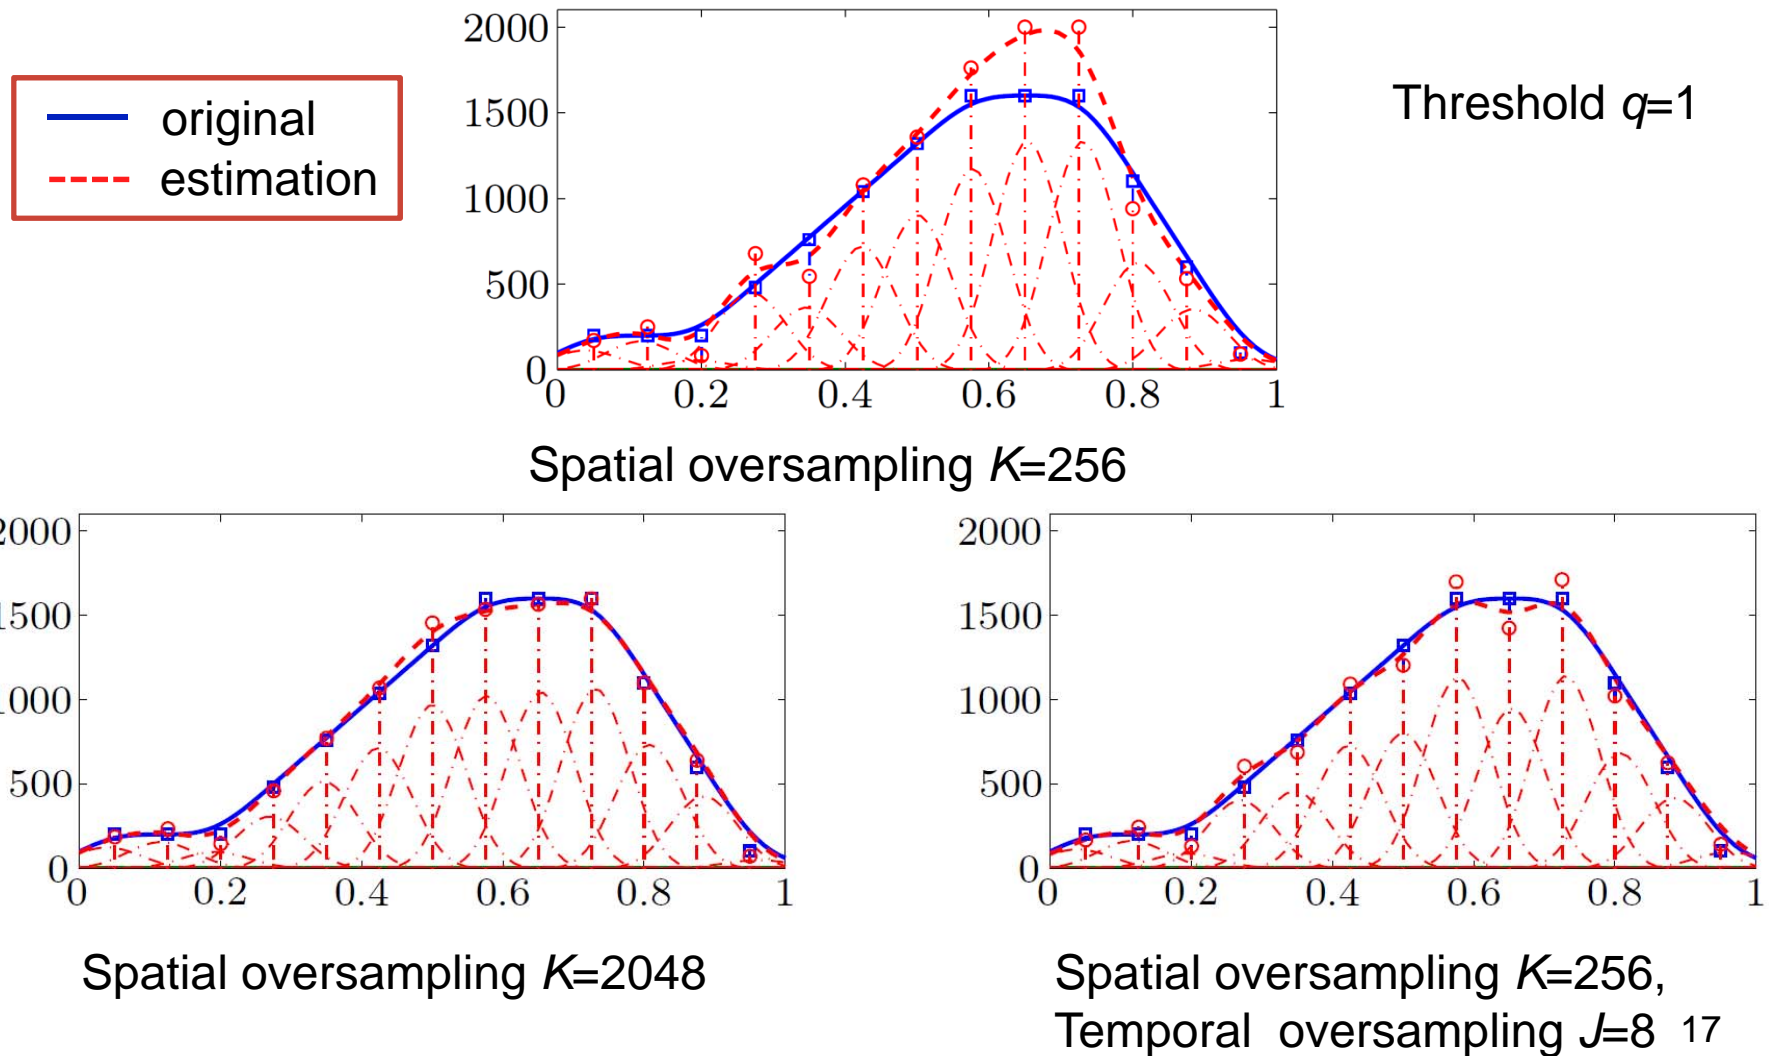 original
estimation
Threshold q=1
2000
1500
1000
500
0
0 0.2 0.4 0.6 0.8 1
Spatial oversampling K=256
2000
1500
1000
500
0
0 0.2 0.4 0.6 0.8 1
Spatial oversampling K=2048
2000
1500
1000
500
0
0 0.2 0.4 0.6 0.8 1
Spatial oversampling K=256,
Temporal oversampling J=8 17